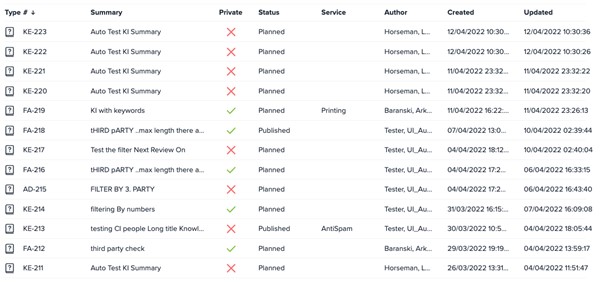 Type # ↓ Summary Private Status Service Author Created Updated
KE-223 Auto Test KI Summary Planned Horseman, L... 12/04/2022 10:30... 12/04/2022 10:30:36
KE-222 Auto Test KI Summary Planned Horseman, L... 12/04/2022 10:30... 12/04/2022 10:30:26
KE-221 Auto Test KI Summary Planned Horseman, L... 11/04/2022 23:32... 11/04/2022 23:32:22
KE-220 Auto Test KI Summary Planned Horseman, L... 11/04/2022 23:32... 11/04/2022 23:32:20
FA-219 KI with keywords Planned Printing Baranski, Ark... 11/04/2022 16:22:... 11/04/2022 23:26:13
FA-218 tHIRD pARTY ..max length there a... Published Tester, UI_Au... 07/04/2022 13:0... 10/04/2022 02:39:44
KE-217 Test the filter Next Review On Planned Tester, UI_Au... 04/04/2022 18:12... 10/04/2022 02:40:04
FA-216 tHIRD pARTY ..max length there a... Planned Tester, UI_Au... 04/04/2022 17:2... 06/04/2022 16:33:15
AD-215 FILTER BY 3. PARTY Planned Tester, UI_Au... 04/04/2022 17:2... 06/04/2022 16:43:40
KE-214 filtering By numbers Planned Tester, UI_Au... 31/03/2022 16:15:... 07/04/2022 16:09:08
KE-213 testing CI people Long title Knowl... Published AntiSpam Tester, UI_Au... 30/03/2022 10:5... 04/04/2022 18:05:44
FA-212 third party check Planned Baranski, Ark... 29/03/2022 19:19... 04/04/2022 13:59:17
KE-211 Auto Test KI Summary Planned Horseman, L... 26/03/2022 13:31... 04/04/2022 11:51:47